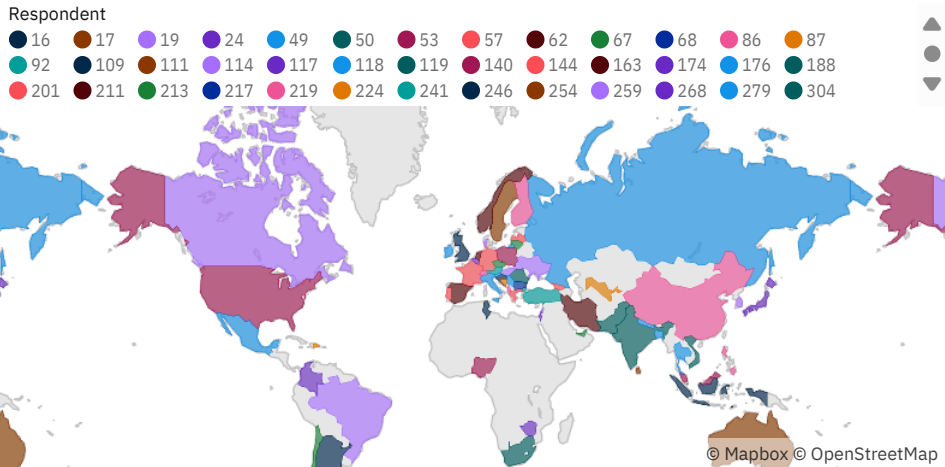 Respondent
16 17 19 24 49 50 53 57 62 67 68 86 87
92 109 111 114 117 118 119 140 144 163 174 176 188
201 211 213 217 219 224 241 246 254 259 268 279 304
© Mapbox © OpenStreetMap